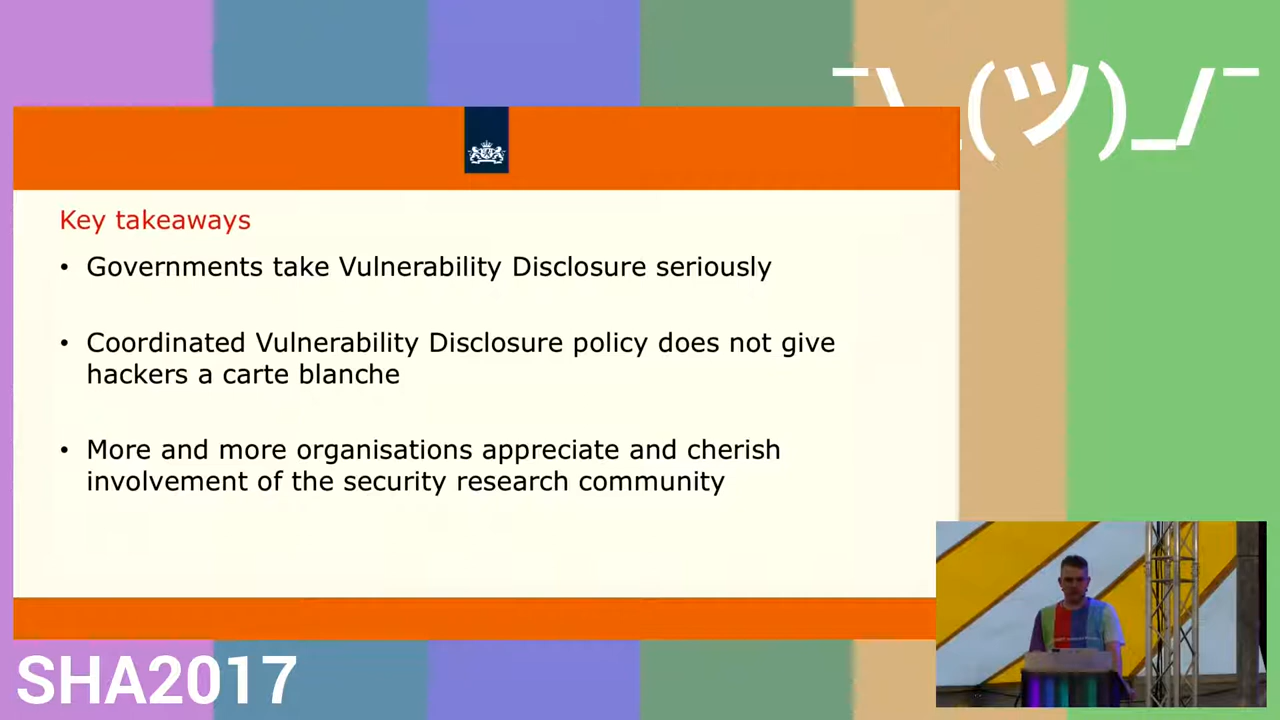 ¯\_(ツ)_/¯
Key takeaways
• Governments take Vulnerability Disclosure seriously
• Coordinated Vulnerability Disclosure policy does not give
hackers a carte blanche
• More and more organisations appreciate and cherish
involvement of the security research community
SHA2017